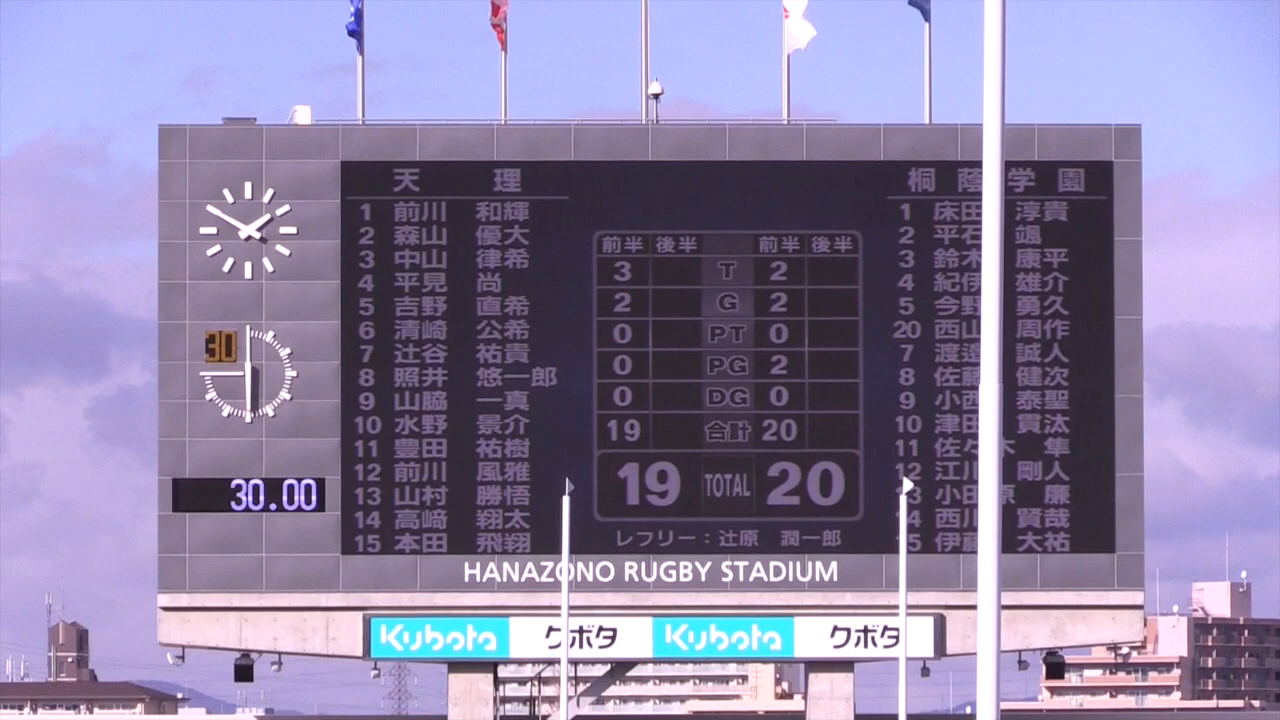 天理 桐蔭学園
1 前川 和輝
2 森山 優大
3 中山 律希
4 平見 尚
5 吉野 直希
6 清崎 公希
7 辻谷 祐貴
8 照井 悠一郎
9 山脇 一真
10 水野 景介
11 豊田 祐樹
12 前川 風雅
13 山村 勝悟
14 高﨑 翔太
15 本田 飛翔
前半 後半 前半 後半
3 T 2
2 G 2
0 PT 0
0 PG 2
0 DG 0
19 合計 20
19 TOTAL 20
レフリー：辻原 潤一郎
1 床田 淳貴
2 平石 颯
3 鈴木 康平
4 紀伊 雄介
5 今野 勇久
20 西山 周作
7 渡邉 誠人
8 佐藤 健次
9 小西 泰聖
10 津田 貫汰
11 佐々木 隼
12 江川 剛人
13 小田原 廉
14 西川 賢哉
15 伊藤 大祐
30
30.00
HANAZONO RUGBY STADIUM
Kubota クボタ Kubota クボタ